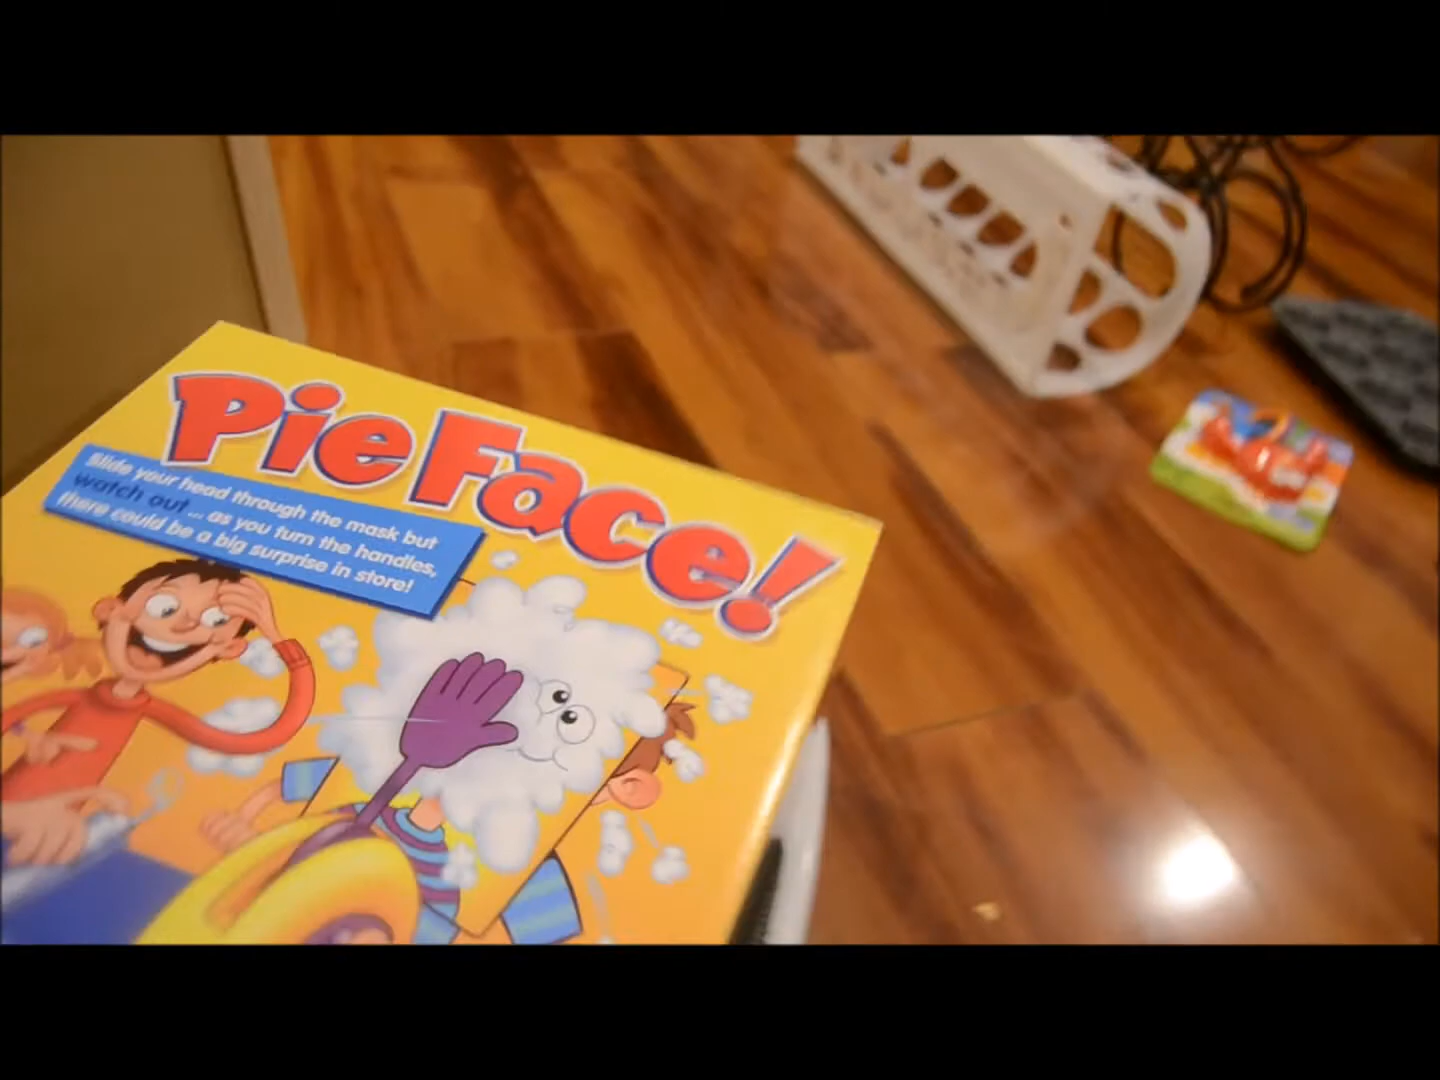 Pie Face!
Slide your head through the mask but
watch out... as you turn the handles,
there could be a big surprise in store!